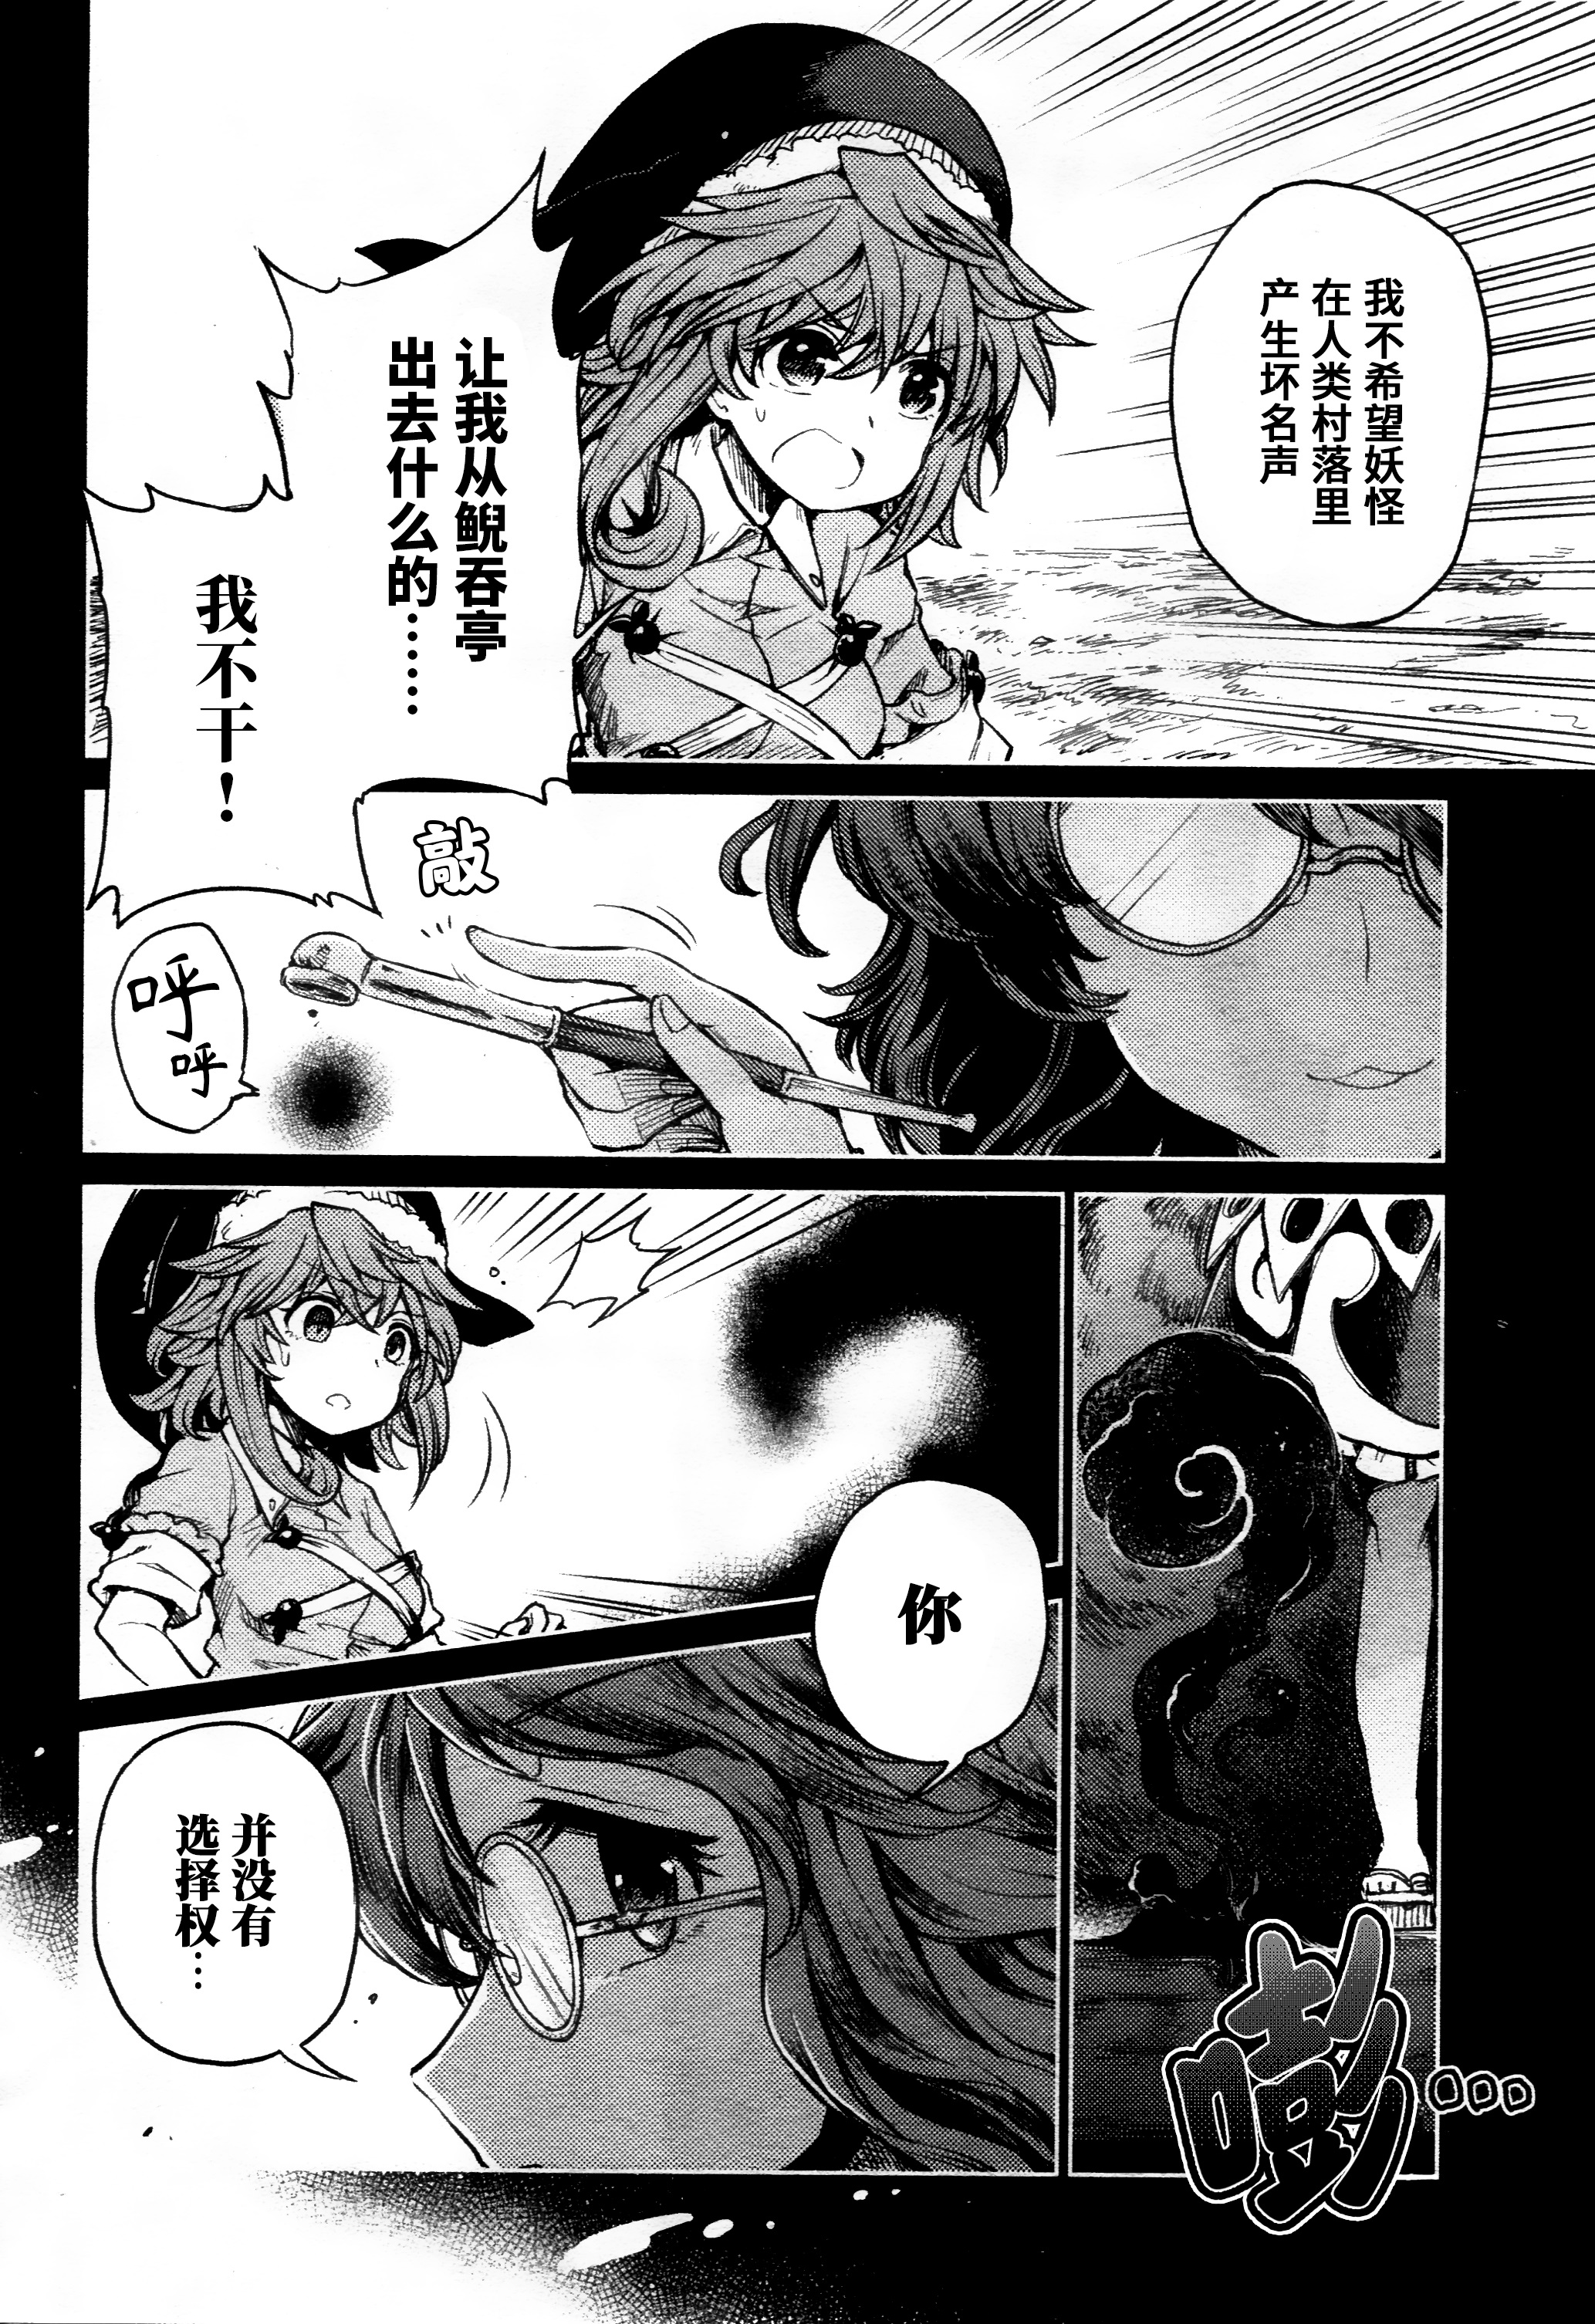 我不希望妖怪
在人类村落里
产生坏名声
让我从鲵吞亭
出去什么的……
我不干！
敲
呼
呼
嘭...
你
并没有
选择权…